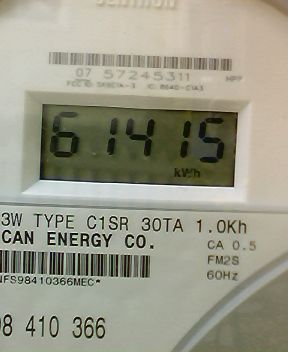 CENTRON
07 57245311
61415
kWh
3W TYPE C1SR 30TA 1.0Kh
CAN ENERGY CO.
CA 0.5
FM2S
NFS98410366MEC*
60Hz
98 410 366